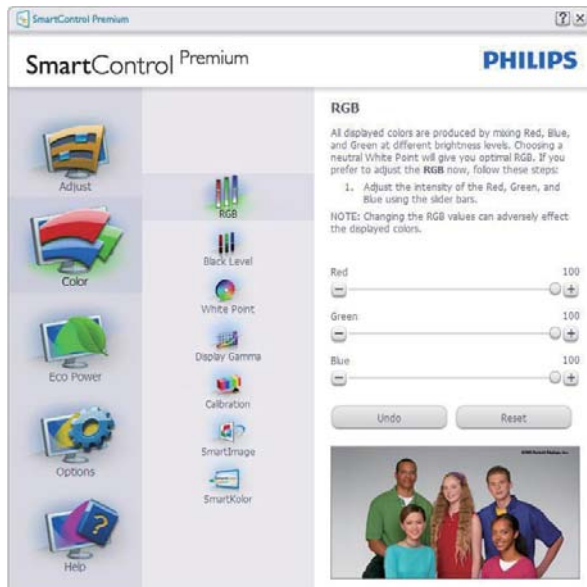 SmartControl Premium
SmartControl Premium
PHILIPS
Adjust
Color
Eco Power
Options
Help
RGB
Black Level
White Point
Display Gamma
Calibration
SmartImage
SmartKolor
RGB
All displayed colors are produced by mixing Red, Blue,
and Green at different brightness levels. Choosing a
neutral White Point will give you optimal RGB. If you
prefer to adjust the RGB now, follow these steps:
1. Adjust the intensity of the Red, Green, and
Blue using the slider bars.
NOTE: Changing the RGB values can adversely effect
the displayed colors.
Red 100
Green 100
Blue 100
Undo Reset